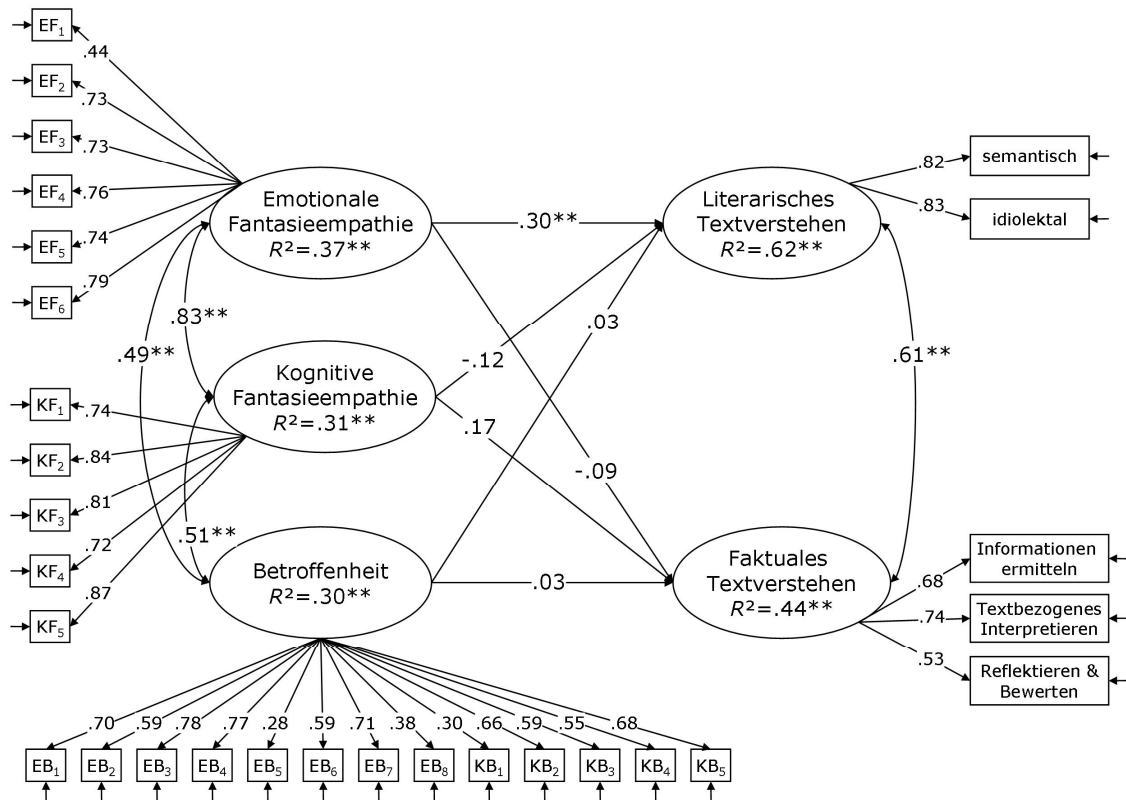 EF1
.44
EF2
.73
EF3
.73
EF4
.76
EF5
.74
EF6
.79
Emotionale
Fantasieempathie
R²=.37**
.30**
Literarisches
Textverstehen
R²=.62**
.82
semantisch
.83
idiolektal
.83**
.49**
-.12
.03
.61**
Kognitive
Fantasieempathie
R²=.31**
KF1
.74
KF2
.84
KF3
.81
KF4
.72
KF5
.87
.17
-.09
.51**
Betroffenheit
R²=.30**
.03
Faktuales
Textverstehen
R²=.44**
.68
Informationen
ermitteln
.74
Textbezogenes
Interpretieren
.53
Reflektieren &
Bewerten
.70 .59 .78 .77 .28 .59 .71 .38 .30 .66 .59 .55 .68
EB1 EB2 EB3 EB4 EB5 EB6 EB7 EB8 KB1 KB2 KB3 KB4 KB5